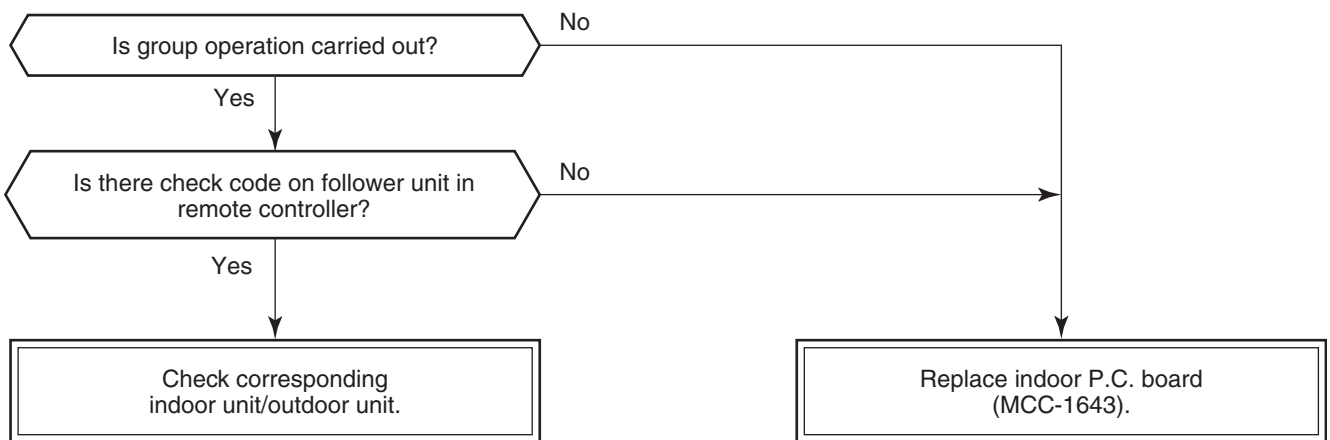 Is group operation carried out?
No
Yes
Is there check code on follower unit in
remote controller?
No
Yes
Check corresponding
indoor unit/outdoor unit.
Replace indoor P.C. board
(MCC-1643).